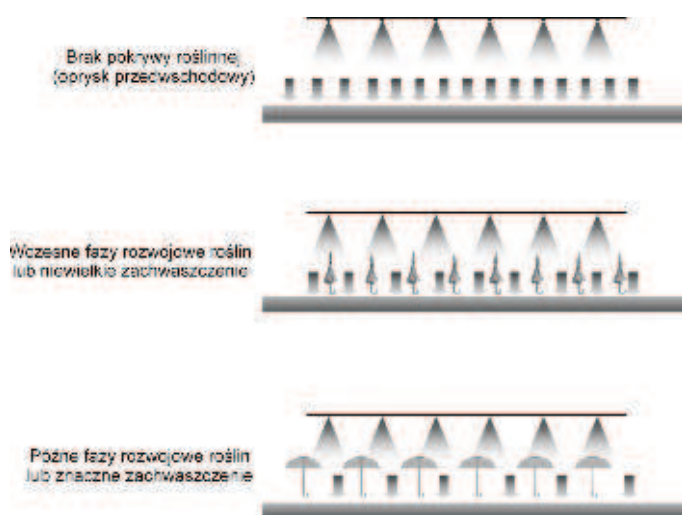 Brak pokrywy roślinnej
(oprysk przedwschodowy)
Wczesne fazy rozwojowe roślin
lub niewielkie zachwaszczenie
Późne fazy rozwojowe roślin
lub znaczne zachwaszczenie